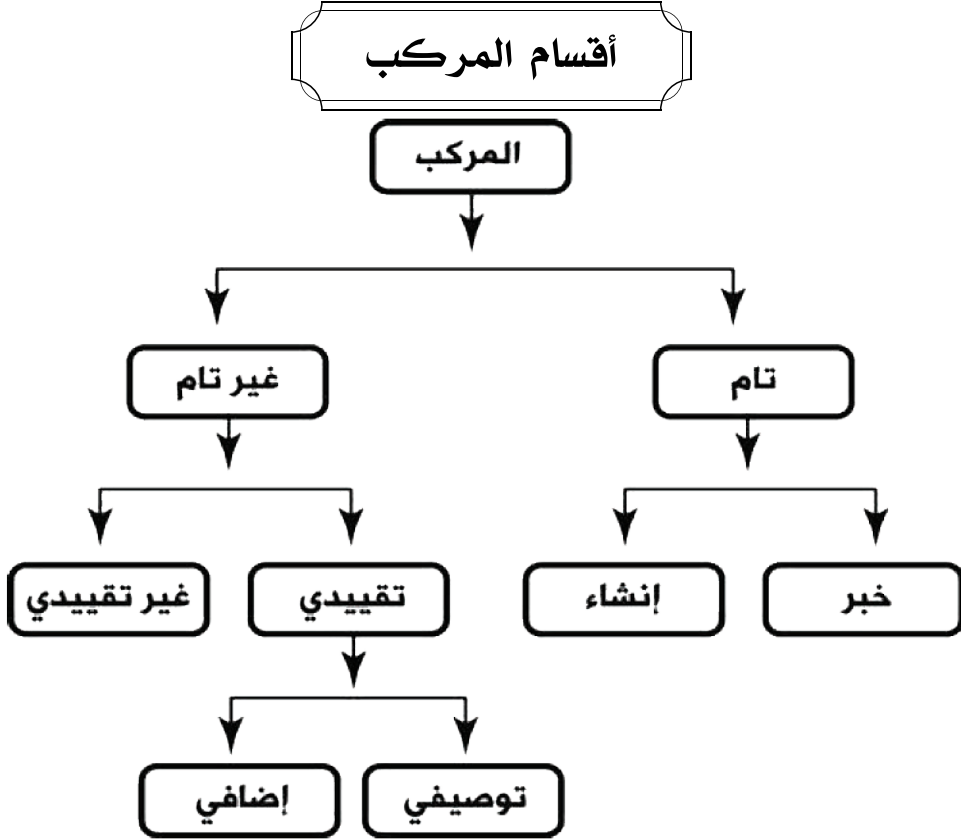 أقسام المركب
المركب
تام
غير تام
خبر
إنشاء
تقييدي
غير تقييدي
توصيفي
إضافي